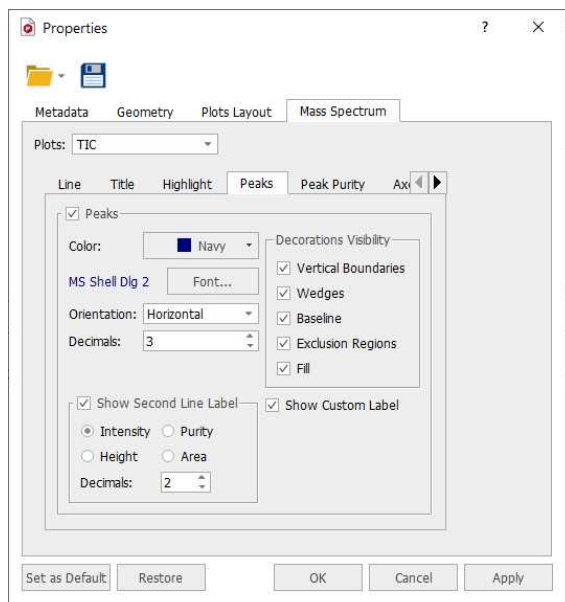 Properties
?
Metadata Geometry Plots Layout Mass Spectrum
Plots: TIC
Line Title Highlight Peaks Peak Purity
Peaks
Color: Navy
MS Shell Dlg 2 Font...
Orientation: Horizontal
Decimals: 3
Decorations Visibility
Vertical Boundaries
Wedges
Baseline
Exclusion Regions
Fill
Show Second Line Label
Intensity Purity
Height Area
Decimals: 2
Show Custom Label
Set as Default Restore OK Cancel Apply